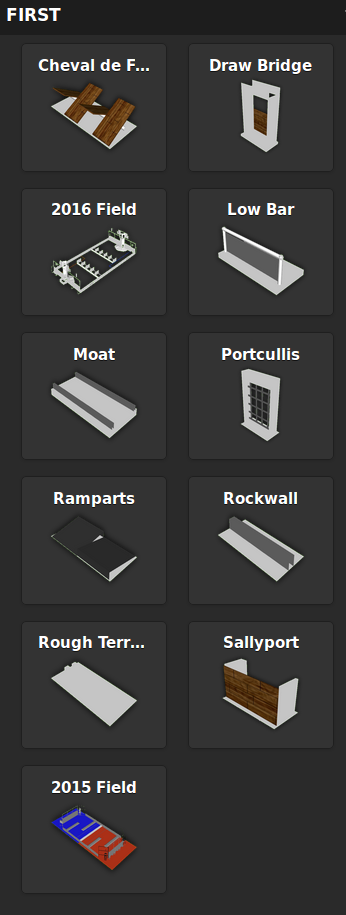 FIRST
Cheval de F...
Draw Bridge
2016 Field
Low Bar
Moat
Portcullis
Ramparts
Rockwall
Rough Terr...
Sallyport
2015 Field